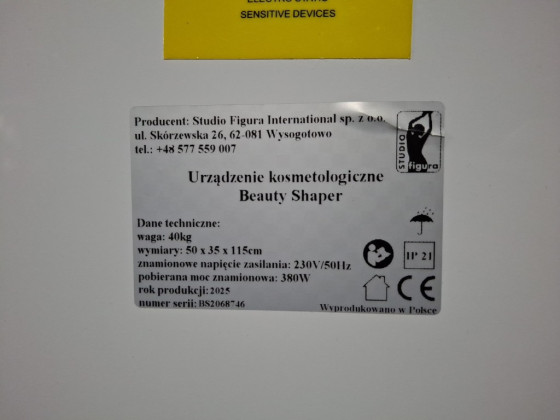 ELECTRO STATIC
SENSITIVE DEVICES
Producent: Studio Figura International sp. z o.o.
ul. Skórzewska 26, 62-081 Wysogotowo
tel.: +48 577 559 007
STUDIO
figura
Urządzenie kosmetologiczne
Beauty Shaper
Dane techniczne:
waga: 40kg
wymiary: 50 x 35 x 115cm
znamionowe napięcie zasilania: 230V/50Hz
pobierana moc znamionowa: 380W
rok produkcji: 2025
numer serii: BS2068746
IP 21
CE
Wyprodukowano w Polsce